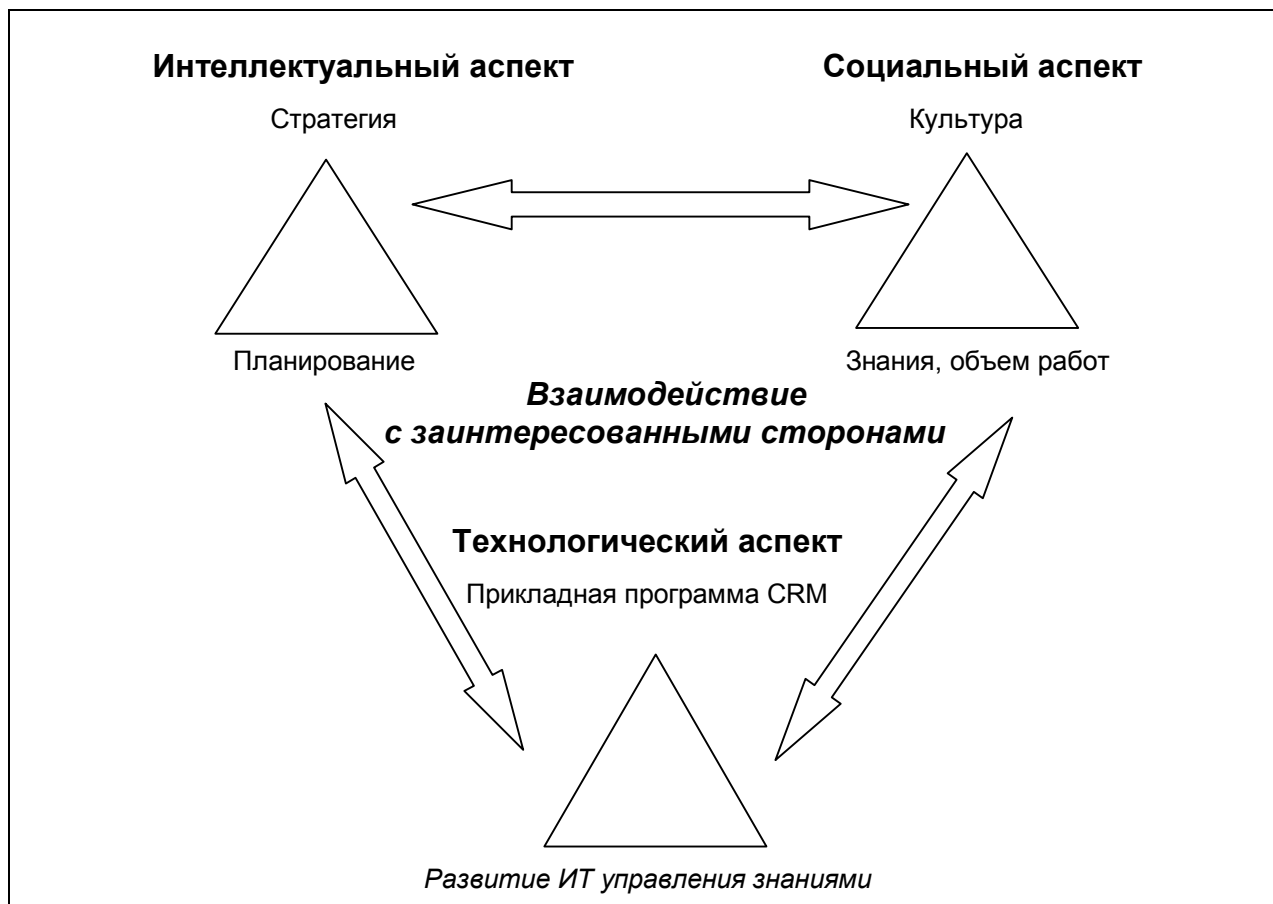 Интеллектуальный аспект
Социальный аспект
Стратегия
Культура
Планирование
Знания, объем работ
Взаимодействие
с заинтересованными сторонами
Технологический аспект
Прикладная программа CRM
Развитие ИТ управления знаниями